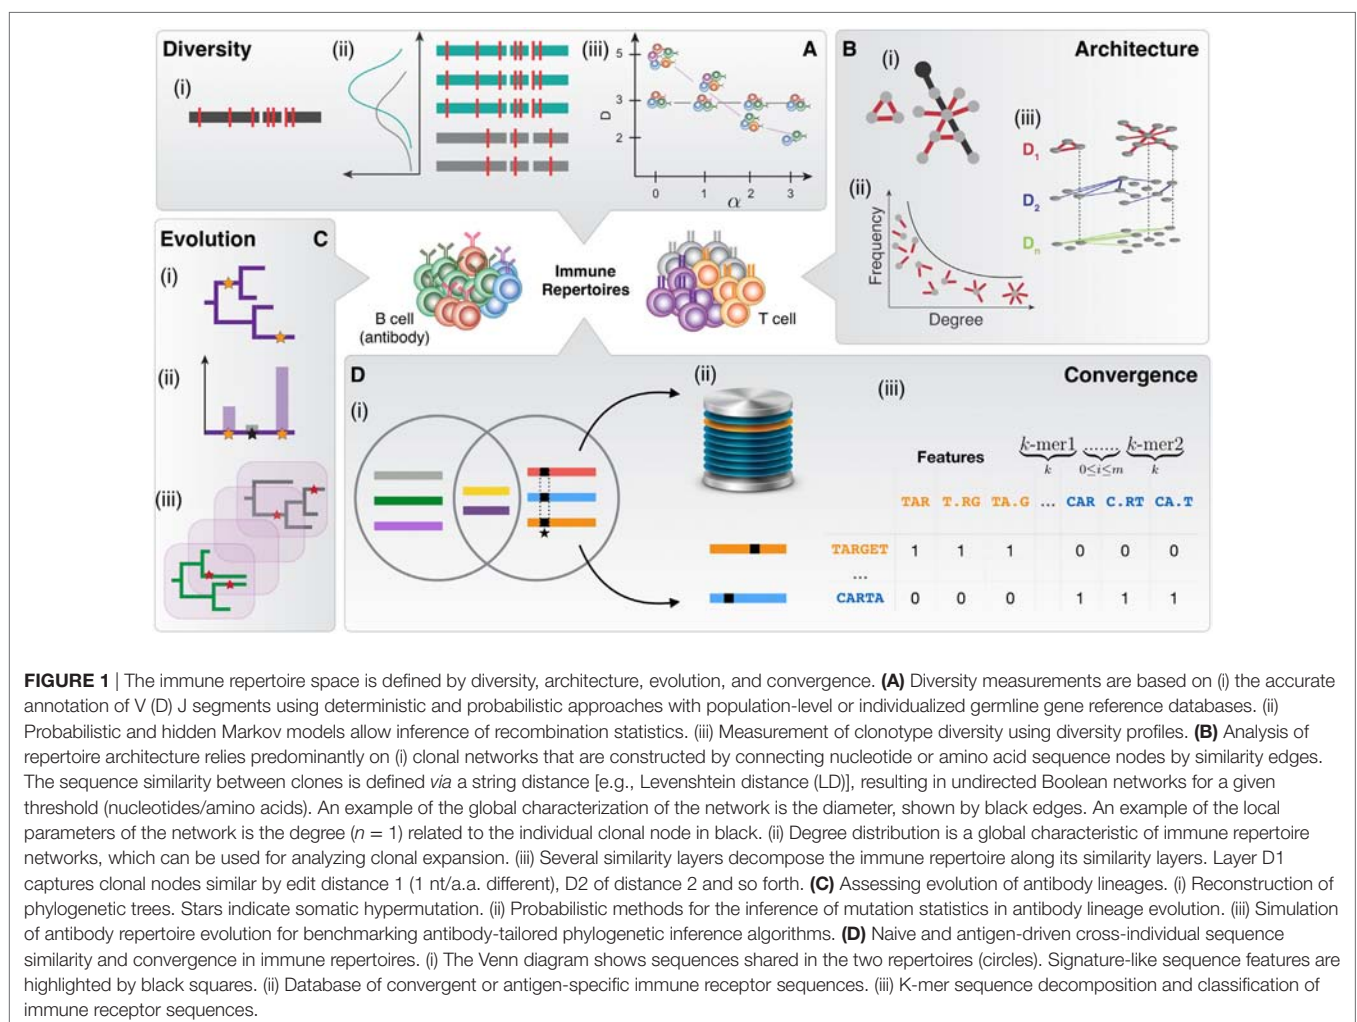 Diversity
(i)
(ii)
(iii)
A
5
3
2
D
0
1
2
3
α
B
Architecture
(i)
(ii)
(iii)
D1
D2
Dn
Frequency
Degree
Evolution
C
(i)
(ii)
(iii)
Immune
Repertoires
B cell
(antibody)
T cell
D
Convergence
(i)
(ii)
(iii)
Features
k-mer1 ....... k-mer2
k 0≤i≤m k
TAR T.RG TA.G ... CAR C.RT CA.T
TARGET 1 1 1 0 0 0
...
CARTA 0 0 0 1 1 1
FIGURE 1 | The immune repertoire space is defined by diversity, architecture, evolution, and convergence. (A) Diversity measurements are based on (i) the accurate
annotation of V (D) J segments using deterministic and probabilistic approaches with population-level or individualized germline gene reference databases. (ii)
Probabilistic and hidden Markov models allow inference of recombination statistics. (iii) Measurement of clonotype diversity using diversity profiles. (B) Analysis of
repertoire architecture relies predominantly on (i) clonal networks that are constructed by connecting nucleotide or amino acid sequence nodes by similarity edges.
The sequence similarity between clones is defined via a string distance [e.g., Levenshtein distance (LD)], resulting in undirected Boolean networks for a given
threshold (nucleotides/amino acids). An example of the global characterization of the network is the diameter, shown by black edges. An example of the local
parameters of the network is the degree (n = 1) related to the individual clonal node in black. (ii) Degree distribution is a global characteristic of immune repertoire
networks, which can be used for analyzing clonal expansion. (iii) Several similarity layers decompose the immune repertoire along its similarity layers. Layer D1
captures clonal nodes similar by edit distance 1 (1 nt/a.a. different), D2 of distance 2 and so forth. (C) Assessing evolution of antibody lineages. (i) Reconstruction of
phylogenetic trees. Stars indicate somatic hypermutation. (ii) Probabilistic methods for the inference of mutation statistics in antibody lineage evolution. (iii) Simulation
of antibody repertoire evolution for benchmarking antibody-tailored phylogenetic inference algorithms. (D) Naive and antigen-driven cross-individual sequence
similarity and convergence in immune repertoires. (i) The Venn diagram shows sequences shared in the two repertoires (circles). Signature-like sequence features are
highlighted by black squares. (ii) Database of convergent or antigen-specific immune receptor sequences. (iii) K-mer sequence decomposition and classification of
immune receptor sequences.